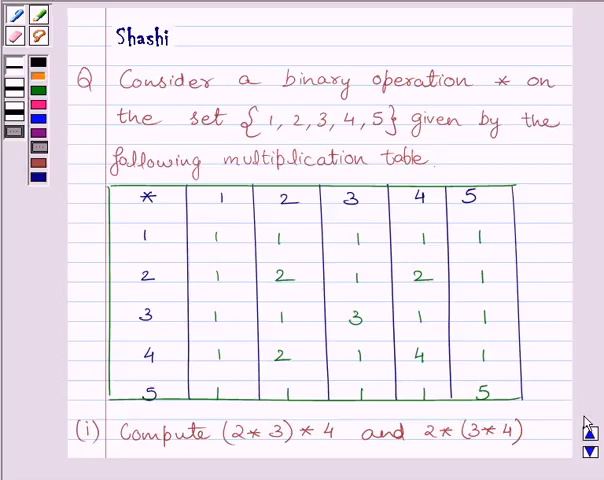 Shashi
Q Consider a binary operation * on
the set {1, 2, 3, 4, 5} given by the
following multiplication table.
* 1 2 3 4 5
1 1 1 1 1 1
2 1 2 1 2 1
3 1 1 3 1 1
4 1 2 1 4 1
5 1 1 1 1 5
(i) Compute (2*3)*4 and 2*(3*4)